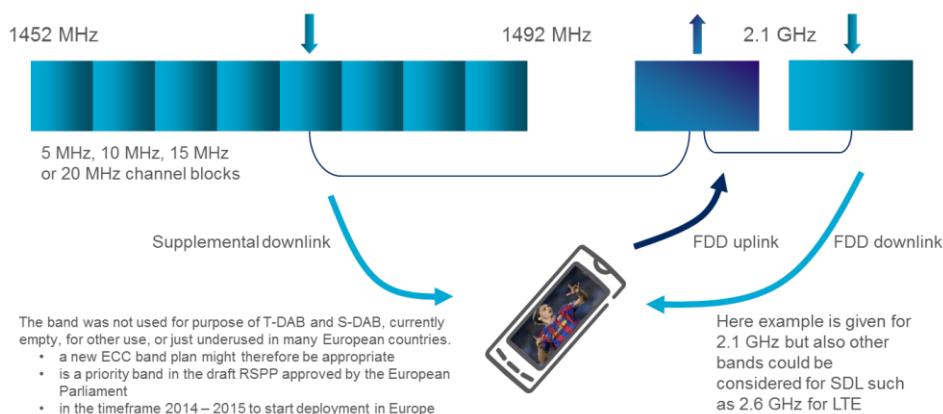 1452 MHz
1492 MHz
2.1 GHz
5 MHz, 10 MHz, 15 MHz
or 20 MHz channel blocks
Supplemental downlink
FDD uplink
FDD downlink
The band was not used for purpose of T-DAB and S-DAB, currently
empty, for other use, or just underused in many European countries.
• a new ECC band plan might therefore be appropriate
• is a priority band in the draft RSPP approved by the European
Parliament
• in the timeframe 2014 – 2015 to start deployment in Europe
Here example is given for
2.1 GHz but also other
bands could be
considered for SDL such
as 2.6 GHz for LTE